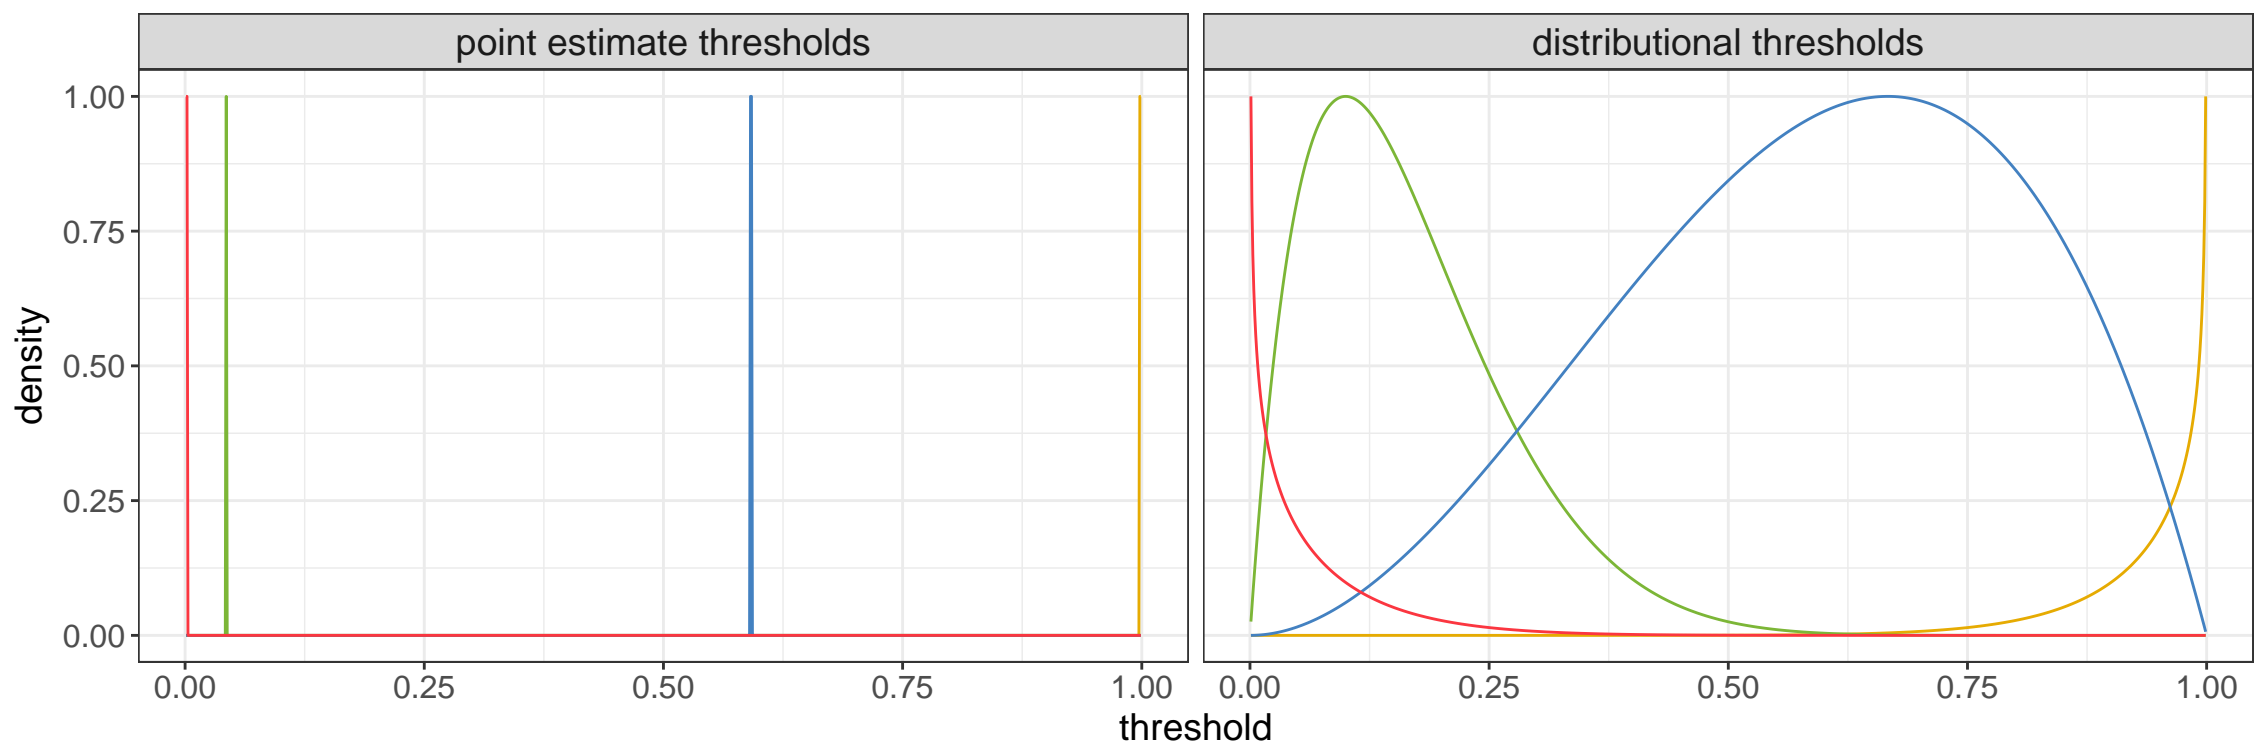 point estimate thresholds
distributional thresholds
density
1.00
0.75
0.50
0.25
0.00
0.00 0.25 0.50 0.75 1.00
0.00 0.25 0.50 0.75 1.00
threshold